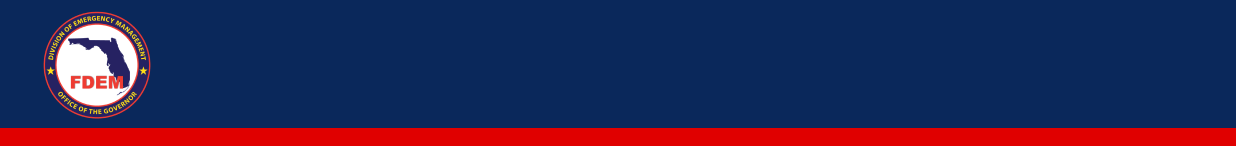 DIVISION OF EMERGENCY MANAGEMENT
FDEM
OFFICE OF THE GOVERNOR